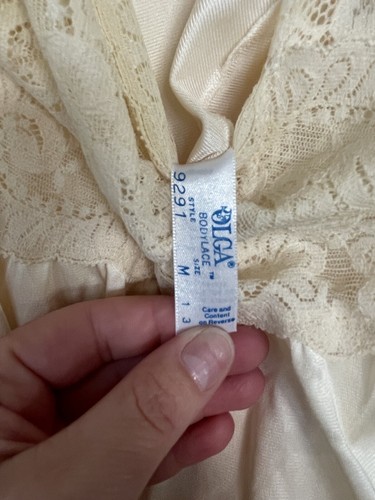 OLGA®
BODYLACE™
STYLE SIZE
9291 M 1 3
Care and
Content
on Reverse